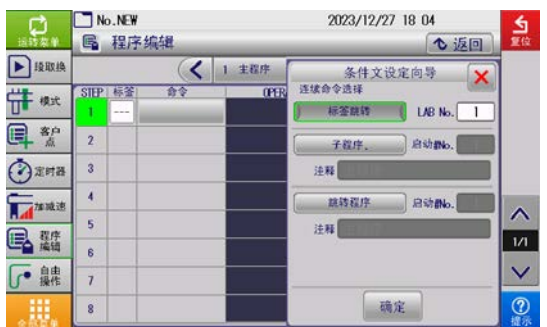 No.NEW 2023/12/27 18 04
运转菜单
程序编辑
返回
复位
段取换
模式
客户点
定时器
加减速
程序编辑
自由操作
全部菜单
1 主程序
STEP 标签 命令 OPER
1 ---
2
3
4
5
6
7
8
条件文设定向导
连续命令选择
标签跳转 LAB No. 1
子程序. 启动群No.
注释
跳转程序 启动群No.
注释
确定
1/1
提示